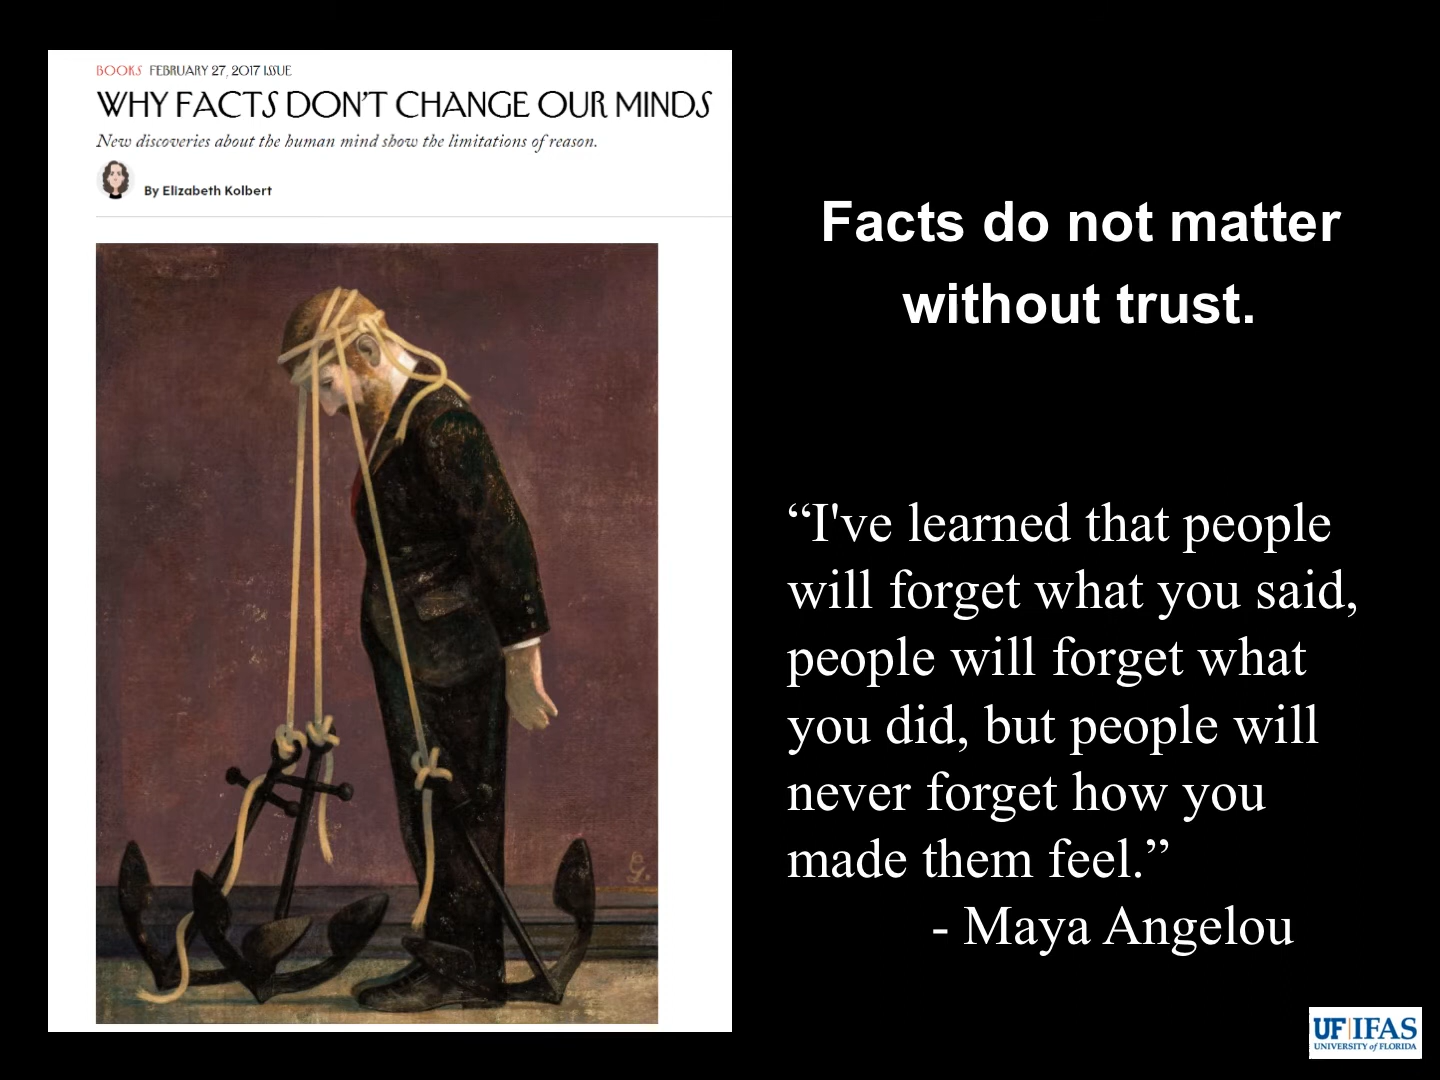 BOOKS FEBRUARY 27, 2017 ISSUE
WHY FACTS DON'T CHANGE OUR MINDS
New discoveries about the human mind show the limitations of reason.
By Elizabeth Kolbert
Facts do not matter
without trust.
“I've learned that people
will forget what you said,
people will forget what
you did, but people will
never forget how you
made them feel.”
- Maya Angelou
UF|IFAS
UNIVERSITY of FLORIDA